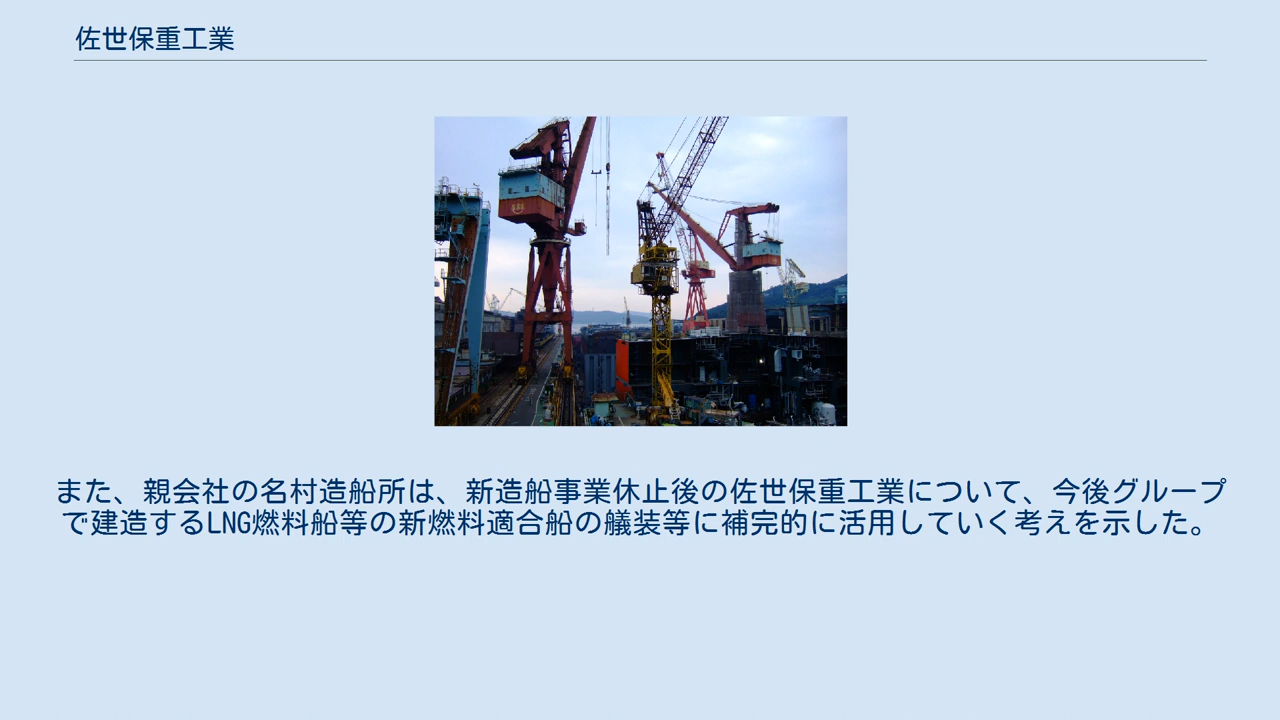 佐世保重工業
また、親会社の名村造船所は、新造船事業休止後の佐世保重工業について、今後グループ
で建造するLNG燃料船等の新燃料適合船の艤装等に補完的に活用していく考えを示した。